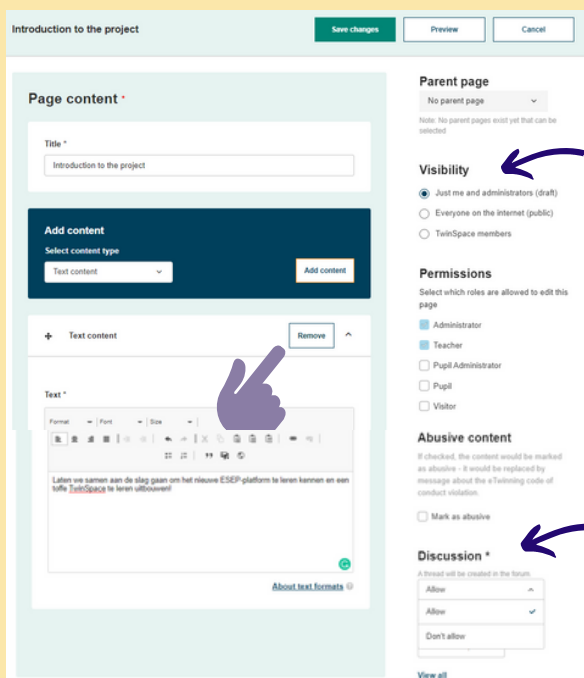 Introduction to the project
Save changes
Preview
Cancel
Page content *
Title *
Introduction to the project
Add content
Select content type
Text content
Add content
Text content
Remove
Text *
Format
Font
Size
Laten we samen aan de slag gaan om het nieuwe ESEP-platform te leren kennen en een
toffe TwinSpace te leren uitbouwen!
About text formats
Parent page
No parent page
Note: No parent pages exist yet that can be
selected
Visibility
Just me and administrators (draft)
Everyone on the internet (public)
TwinSpace members
Permissions
Select which roles are allowed to edit this
page
Administrator
Teacher
Pupil Administrator
Pupil
Visitor
Abusive content
If checked, the content would be marked
as abusive - it would be replaced by
message about the eTwinning code of
conduct violation.
Mark as abusive
Discussion *
A thread will be created in the forum.
Allow
Allow
Don't allow
View all